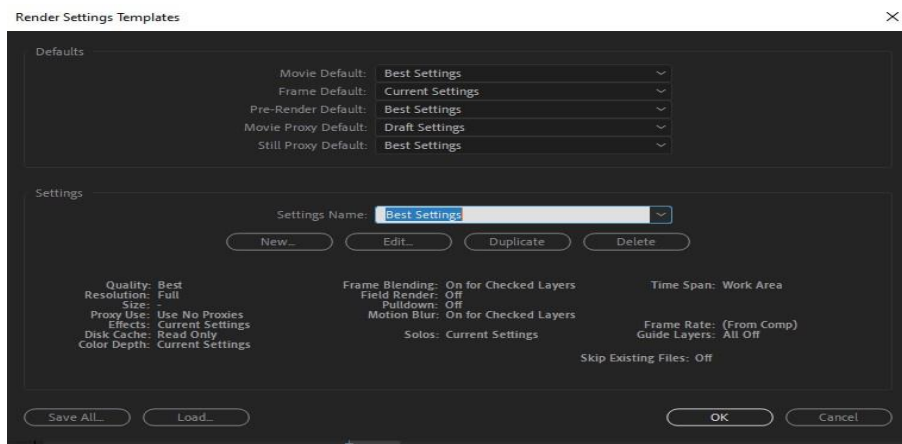 Render Settings Templates
Defaults
Movie Default: Best Settings
Frame Default: Current Settings
Pre-Render Default: Best Settings
Movie Proxy Default: Draft Settings
Still Proxy Default: Best Settings
Settings
Settings Name: Best Settings
New... Edit... Duplicate Delete
Quality: Best Frame Blending: On for Checked Layers Time Span: Work Area
Resolution: Full Field Render: Off
Size: - Pulldown: Off
Proxy Use: Use No Proxies Motion Blur: On for Checked Layers
Effects: Current Settings Frame Rate: (From Comp)
Disk Cache: Read Only Solos: Current Settings Guide Layers: All Off
Color Depth: Current Settings
Skip Existing Files: Off
Save All... Load... OK Cancel